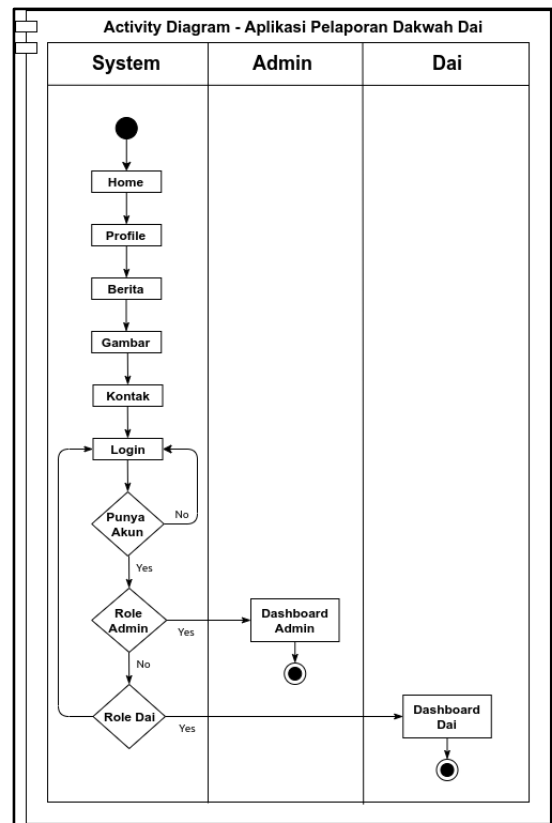 Activity Diagram - Aplikasi Pelaporan Dakwah Dai
System
Admin
Dai
Home
Profile
Berita
Gambar
Kontak
Login
Punya
Akun
No
Yes
Role
Admin
Yes
Dashboard
Admin
No
Role Dai
Yes
Dashboard
Dai